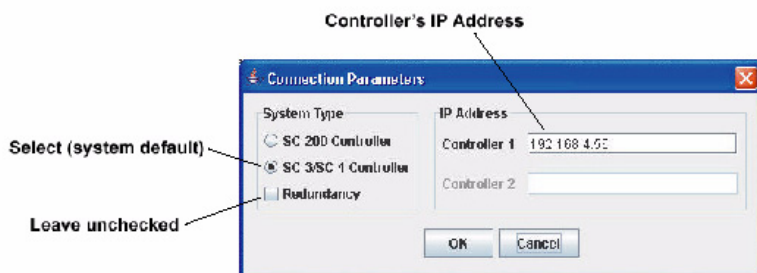 Controller's IP Address
Connection Parameters
System Type
SC 200 Controller
Select (system default)
SC 3/SC 4 Controller
Redundancy
Leave unchecked
IP Address
Controller 1
Controller 2
OK
Cancel